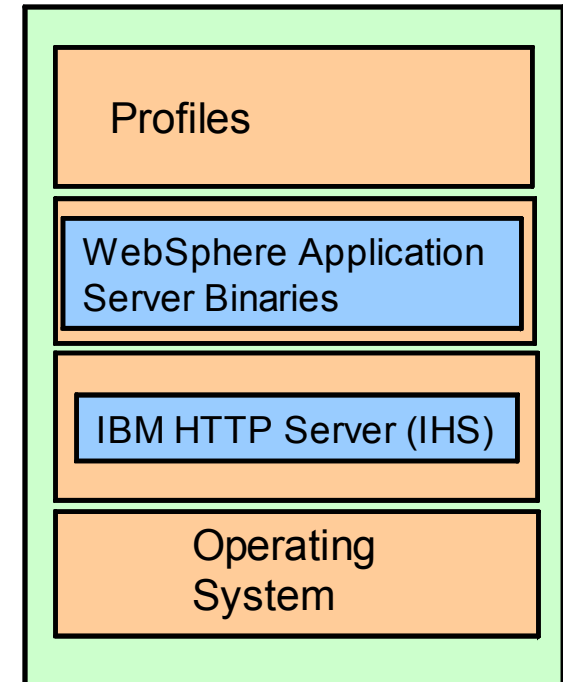 Profiles
WebSphere Application
Server Binaries
IBM HTTP Server (IHS)
Operating
System